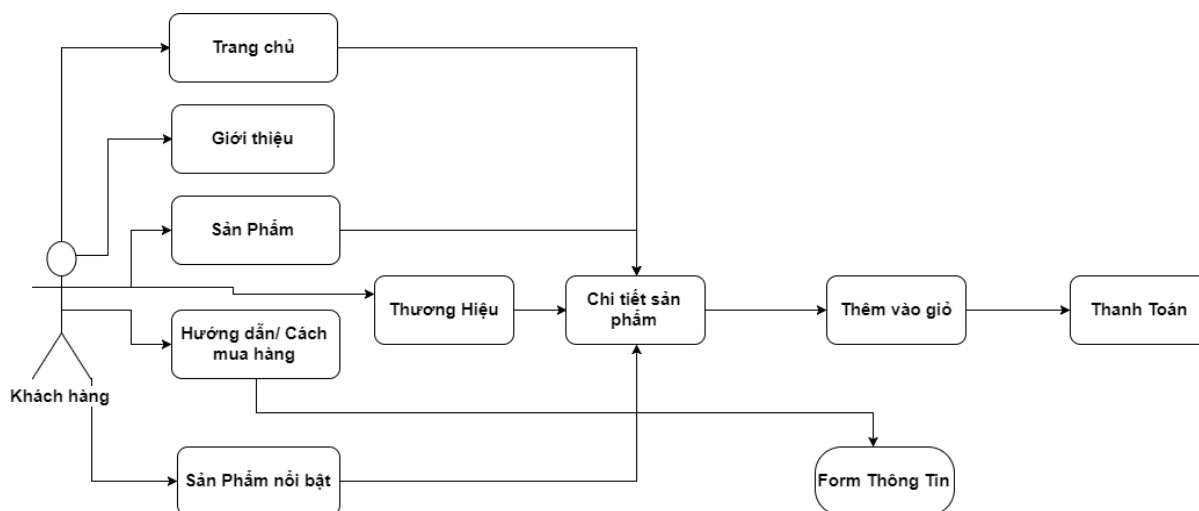 Trang chủ
Giới thiệu
Sản Phẩm
Thương Hiệu
Chi tiết sản
phẩm
Thêm vào giỏ
Thanh Toán
Hướng dẫn/ Cách
mua hàng
Khách hàng
Sản Phẩm nổi bật
Form Thông Tin